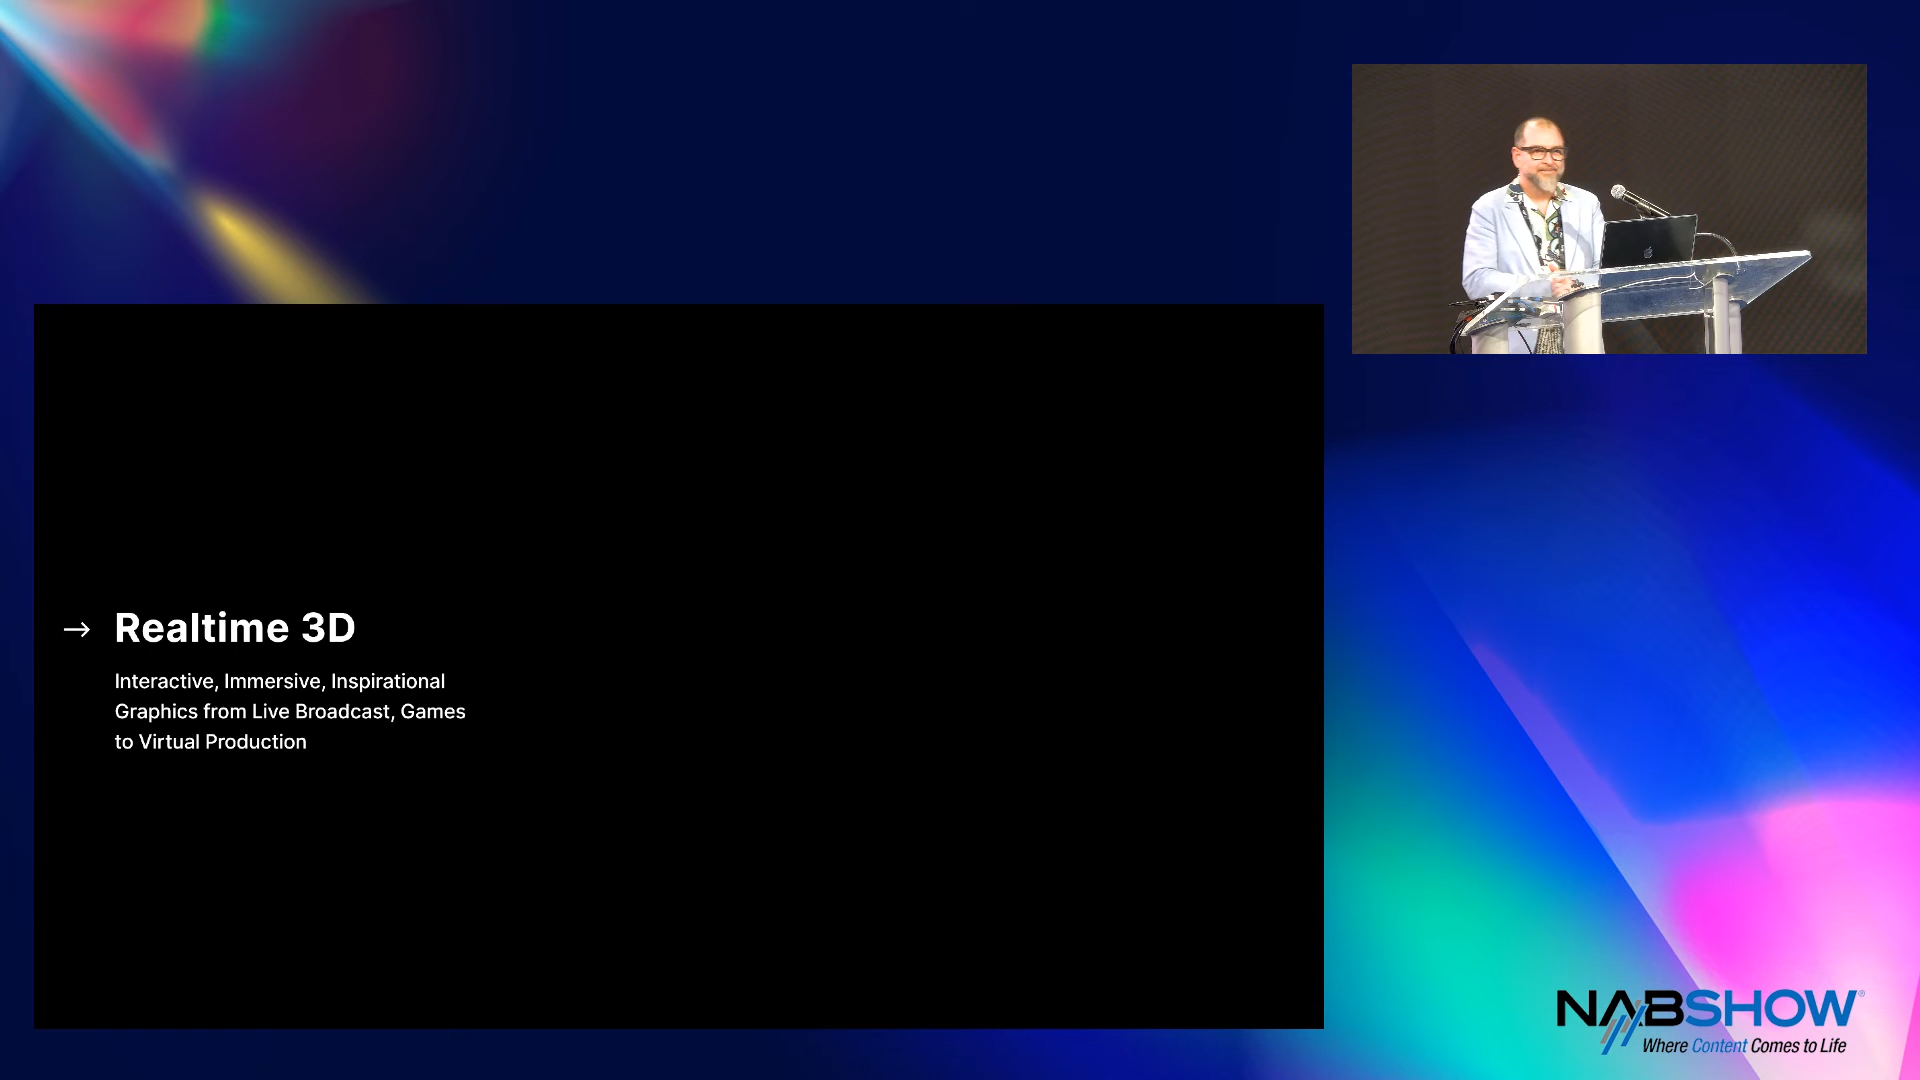 → Realtime 3D
Interactive, Immersive, Inspirational
Graphics from Live Broadcast, Games
to Virtual Production
NABSHOW®
Where Content Comes to Life